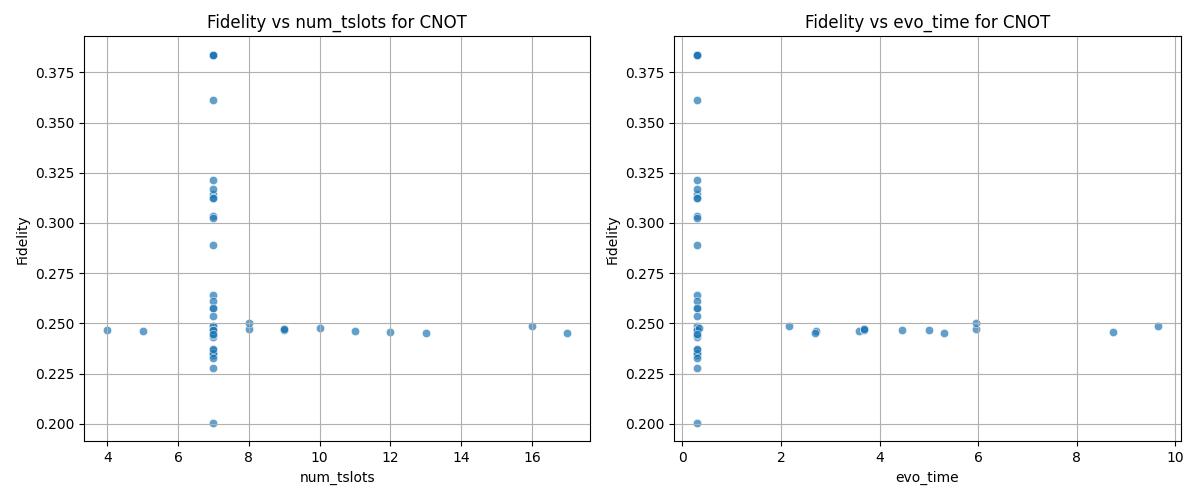 Fidelity vs num_tslots for CNOT
Fidelity
0.375
0.350
0.325
0.300
0.275
0.250
0.225
0.200
4 6 8 10 12 14 16
num_tslots
Fidelity vs evo_time for CNOT
Fidelity
0.375
0.350
0.325
0.300
0.275
0.250
0.225
0.200
0 2 4 6 8 10
evo_time